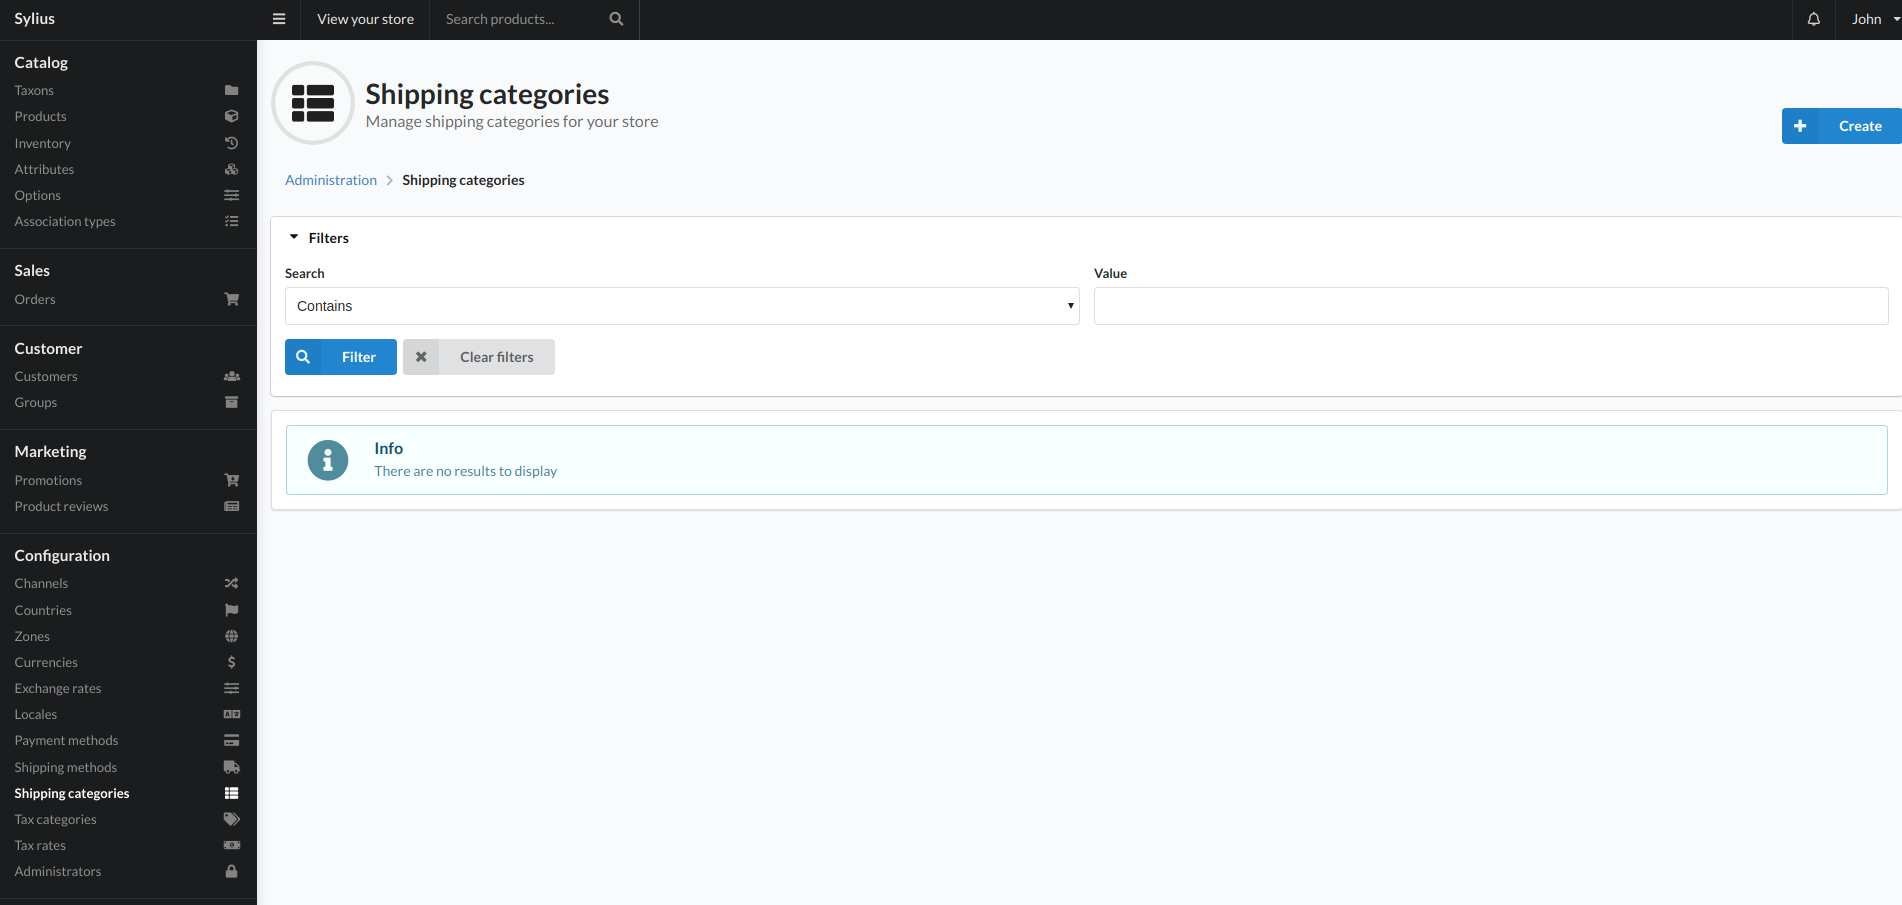 Sylius
View your store
Search products...
John
Catalog
Taxons
Products
Inventory
Attributes
Options
Association types
Sales
Orders
Customer
Customers
Groups
Marketing
Promotions
Product reviews
Configuration
Channels
Countries
Zones
Currencies
Exchange rates
Locales
Payment methods
Shipping methods
Shipping categories
Tax categories
Tax rates
Administrators
Shipping categories
Manage shipping categories for your store
Create
Administration
Shipping categories
Filters
Search
Value
Contains
Filter
Clear filters
Info
There are no results to display